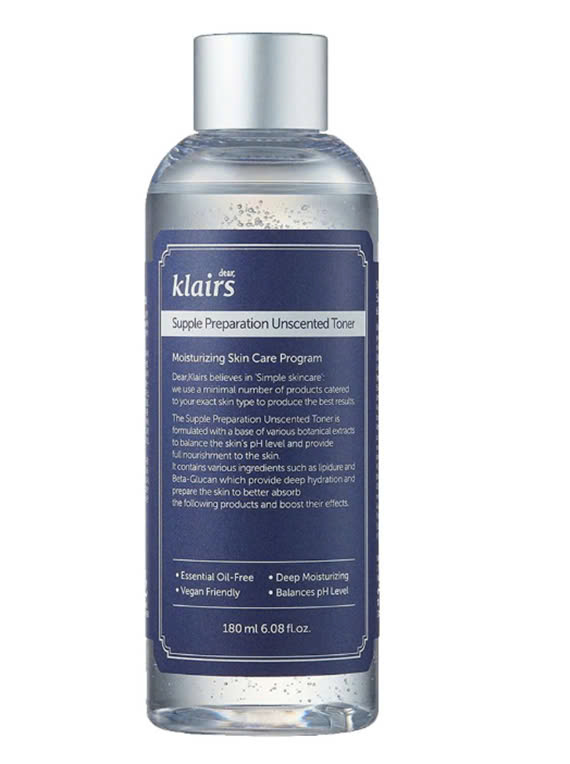 dear,
klairs
Supple Preparation Unscented Toner
Moisturizing Skin Care Program
Dear,Klairs believes in 'Simple skincare':
we use a minimal number of products catered
to your exact skin type to produce the best results.
The Supple Preparation Unscented Toner is
formulated with a base of various botanical extracts
to balance the skin's pH level and provide
full nourishment to the skin.
It contains various ingredients such as lipidure and
Beta-Glucan which provide deep hydration and
prepare the skin to better absorb
the following products and boost their effects.
• Essential Oil-Free • Deep Moisturizing
• Vegan Friendly • Balances pH Level
180 ml 6.08 fl.oz.